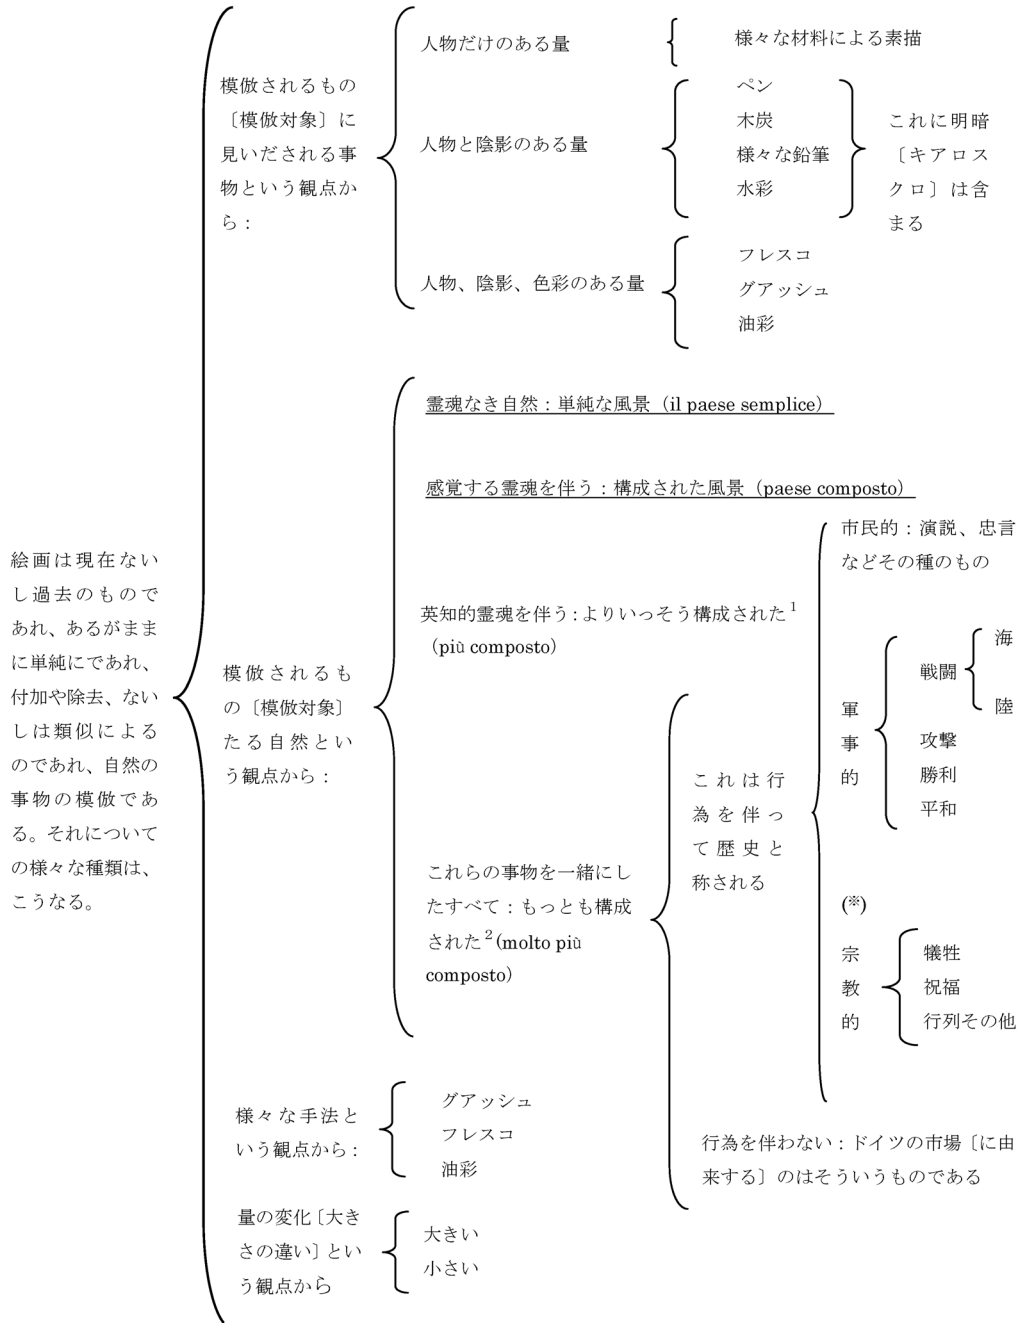 絵画は現在ない
し過去のもので
あれ、あるがまま
に単純にであれ、
付加や除去、ない
しは類似によるも
のであれ、自然の
事物の模倣であ
る。それについて
の様々な種類は、
こうなる。
模倣されるもの
〔模倣対象〕に
見いだされる事
物という観点か
ら：
人物だけのある量
様々な材料による素描
人物と陰影のある量
ペン
木炭
様々な鉛筆
水彩
これに明暗
〔キアロス
クロ〕は含
まる
人物、陰影、色彩のある量
フレスコ
グアッシュ
油彩
模倣されるも
の〔模倣対象〕
たる自然とい
う観点から：
霊魂なき自然：単純な風景（il paese semplice）
感覚する霊魂を伴う：構成された風景（paese composto）
英知的霊魂を伴う：よりいっそう構成された1
（più composto）
これらの事物を一緒にし
たすべて：もっとも構成
された2(molto più
composto）
これは行
為を伴っ
て歴史と
称される
市民的：演説、忠言
などその種のもの
軍
事
的
戦闘
海
陸
攻撃
勝利
平和
(※)
宗
教
的
犠牲
祝福
行列その他
行為を伴わない：ドイツの市場〔に由
来する〕のはそういうものである
様々な手法と
いう観点から：
グアッシュ
フレスコ
油彩
量の変化〔大き
さの違い〕とい
う観点から
大きい
小さい